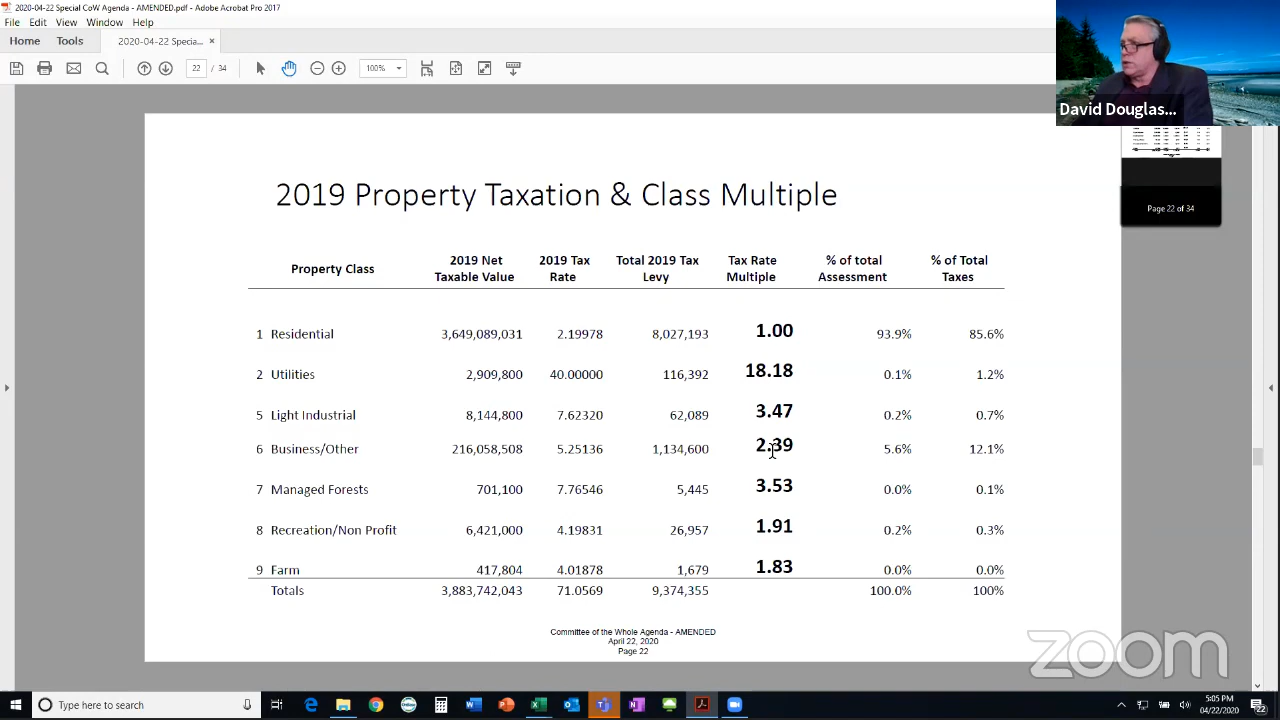 2020-04-22 Special CoW Agenda - AMENDED.pdf - Adobe Acrobat Pro 2017
File Edit View Window Help
Home Tools 2020-04-22 Specia... ×
22 / 34 100%
David Douglas...
Page 22 of 34
2019 Property Taxation & Class Multiple
Property Class 2019 Net Taxable Value 2019 Tax Rate Total 2019 Tax Levy Tax Rate Multiple % of total Assessment % of Total Taxes
1 Residential 3,649,089,031 2.19978 8,027,193 1.00 93.9% 85.6%
2 Utilities 2,909,800 40.00000 116,392 18.18 0.1% 1.2%
5 Light Industrial 8,144,800 7.62320 62,089 3.47 0.2% 0.7%
6 Business/Other 216,058,508 5.25136 1,134,600 2.39 5.6% 12.1%
7 Managed Forests 701,100 7.76546 5,445 3.53 0.0% 0.1%
8 Recreation/Non Profit 6,421,000 4.19831 26,957 1.91 0.2% 0.3%
9 Farm 417,804 4.01878 1,679 1.83 0.0% 0.0%
Totals 3,883,742,043 71.0569 9,374,355 100.0% 100%
Committee of the Whole Agenda - AMENDED
April 22, 2020
Page 22
zoom
Type here to search
5:05 PM
04/22/2020
22